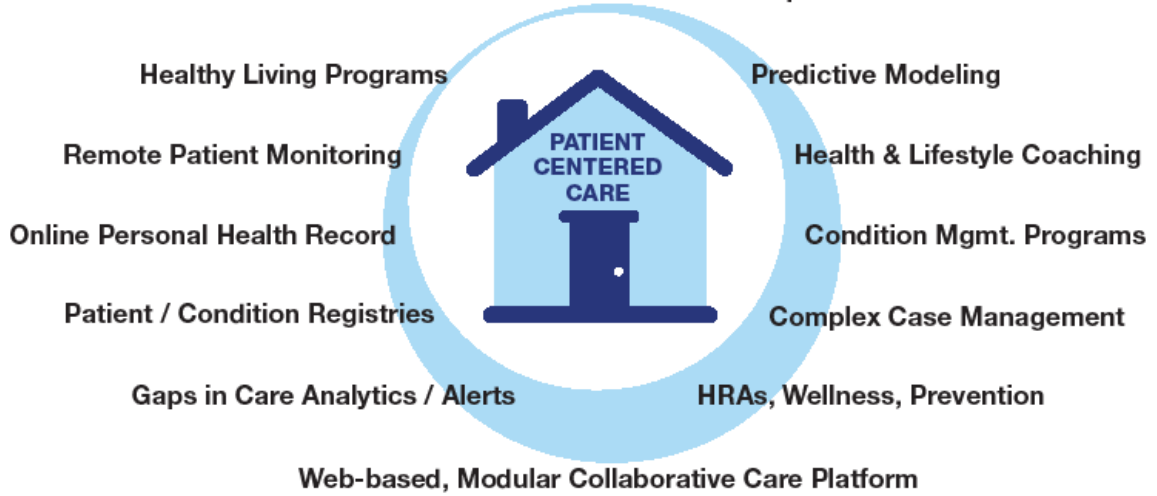 Healthy Living Programs
Predictive Modeling
PATIENT
CENTERED
CARE
Remote Patient Monitoring
Health & Lifestyle Coaching
Online Personal Health Record
Condition Mgmt. Programs
Patient / Condition Registries
Complex Case Management
Gaps in Care Analytics / Alerts
HRAs, Wellness, Prevention
Web-based, Modular Collaborative Care Platform